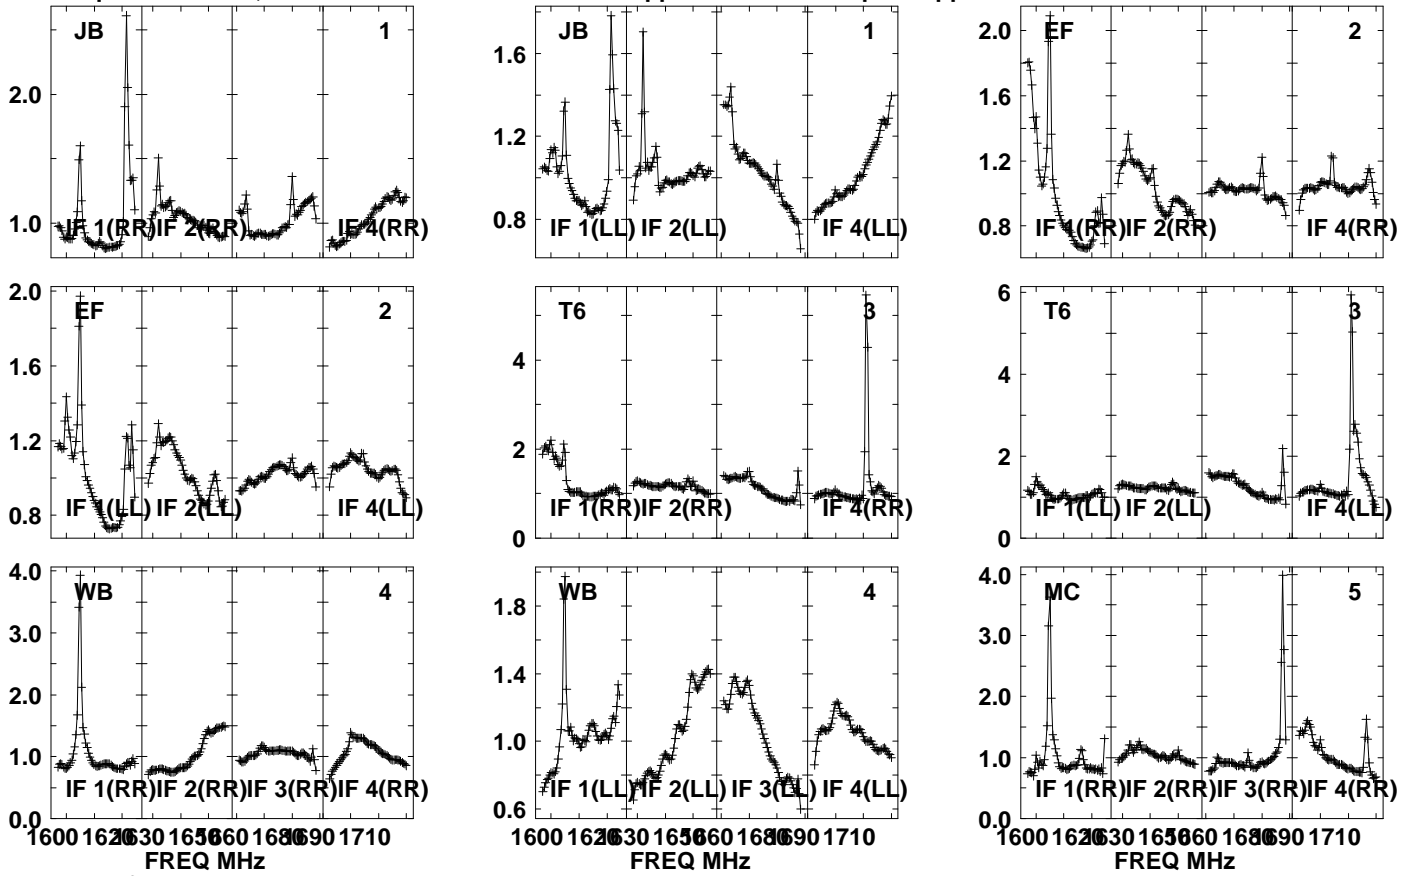 JB 1 JB 1 EF 2
2.0 1.6 2.0
1.6
1.2 1.2
1.0 0.8 0.8
IF 1(RR) IF 2(RR) IF 4(RR) IF 1(LL) IF 2(LL) IF 4(LL) IF 1(RR) IF 2(RR) IF 4(RR)
EF 2 T6 3 T6 3
2.0 6
1.6 4 4
1.2 2 2
0.8 0 0
IF 1(LL) IF 2(LL) IF 4(LL) IF 1(RR) IF 2(RR) IF 4(RR) IF 1(LL) IF 2(LL) IF 4(LL)
WB 4 WB 4 MC 5
4.0 1.8 4.0
3.0 1.4 3.0
2.0 1.0 2.0
1.0 0.6 1.0
0.0 0.0
IF 1(RR) IF 2(RR) IF 3(RR) IF 4(RR) IF 1(LL) IF 2(LL) IF 3(LL) IF 4(LL) IF 1(RR) IF 2(RR) IF 3(RR) IF 4(RR)
1600 1620 1630 1650 1660 1680 1690 1710 1600 1620 1630 1650 1660 1680 1690 1710 1600 1620 1630 1650 1660 1680 1690 1710
FREQ MHz FREQ MHz FREQ MHz